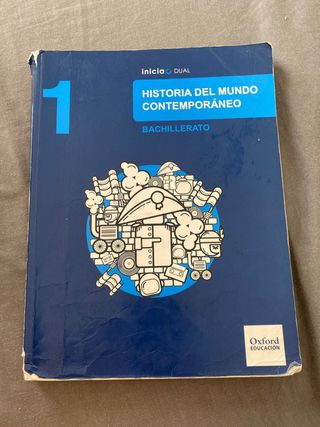 inicia DUAL
1
HISTORIA DEL MUNDO
CONTEMPORÁNEO
BACHILLERATO
Oxford
EDUCACIÓN